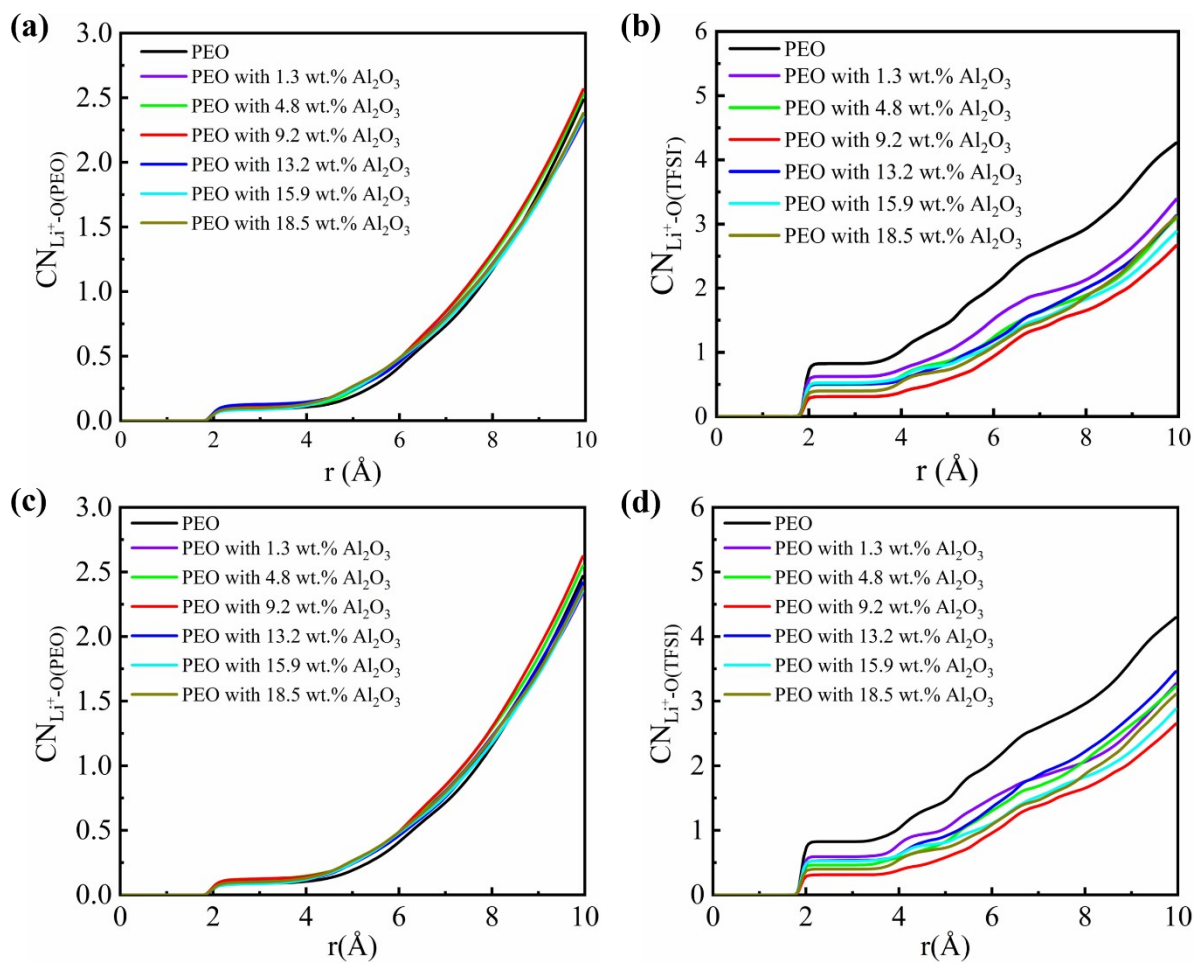 (a)
3.0
2.5
2.0
1.5
1.0
0.5
0.0
CN Li⁺-O(PEO)
PEO
PEO with 1.3 wt.% Al₂O₃
PEO with 4.8 wt.% Al₂O₃
PEO with 9.2 wt.% Al₂O₃
PEO with 13.2 wt.% Al₂O₃
PEO with 15.9 wt.% Al₂O₃
PEO with 18.5 wt.% Al₂O₃
0 2 4 6 8 10
r (Å)
(b)
6
5
4
3
2
1
0
CN Li⁺-O(TFSI⁻)
PEO
PEO with 1.3 wt.% Al₂O₃
PEO with 4.8 wt.% Al₂O₃
PEO with 9.2 wt.% Al₂O₃
PEO with 13.2 wt.% Al₂O₃
PEO with 15.9 wt.% Al₂O₃
PEO with 18.5 wt.% Al₂O₃
0 2 4 6 8 10
r (Å)
(c)
3.0
2.5
2.0
1.5
1.0
0.5
0.0
CN Li⁺-O(PEO)
PEO
PEO with 1.3 wt.% Al₂O₃
PEO with 4.8 wt.% Al₂O₃
PEO with 9.2 wt.% Al₂O₃
PEO with 13.2 wt.% Al₂O₃
PEO with 15.9 wt.% Al₂O₃
PEO with 18.5 wt.% Al₂O₃
0 2 4 6 8 10
r(Å)
(d)
6
5
4
3
2
1
0
CN Li⁺-O(TFSI)
PEO
PEO with 1.3 wt.% Al₂O₃
PEO with 4.8 wt.% Al₂O₃
PEO with 9.2 wt.% Al₂O₃
PEO with 13.2 wt.% Al₂O₃
PEO with 15.9 wt.% Al₂O₃
PEO with 18.5 wt.% Al₂O₃
0 2 4 6 8 10
r(Å)